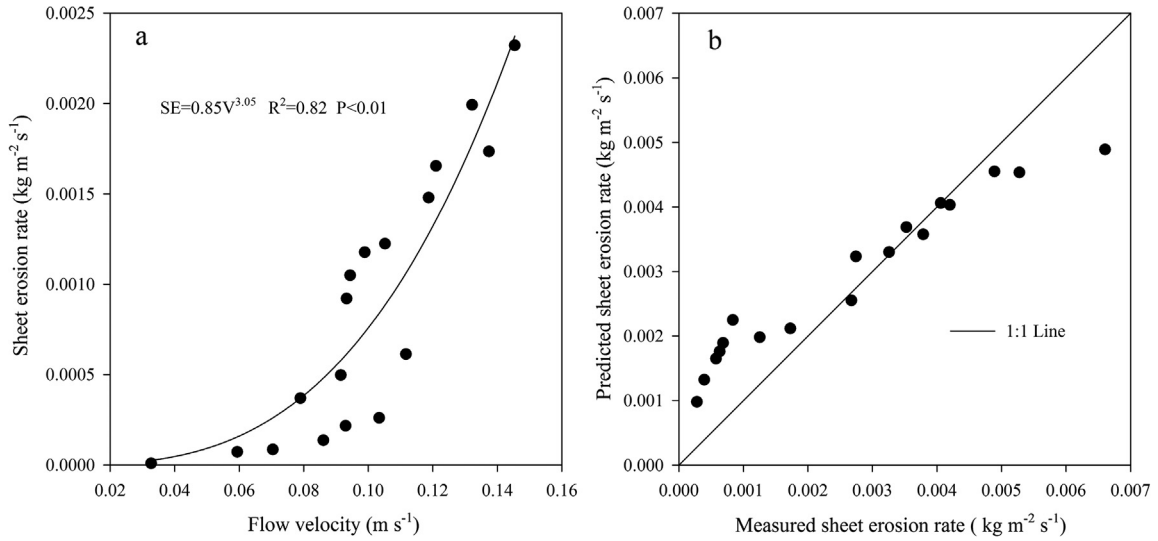 a
SE=0.85V^3.05 R^2=0.82 P<0.01
Sheet erosion rate (kg m^-2 s^-1)
0.0025
0.0020
0.0015
0.0010
0.0005
0.0000
0.02 0.04 0.06 0.08 0.10 0.12 0.14 0.16
Flow velocity (m s^-1)
b
Predicted sheet erosion rate (kg m^-2 s^-1)
0.007
0.006
0.005
0.004
0.003
0.002
0.001
0.000
1:1 Line
0.000 0.001 0.002 0.003 0.004 0.005 0.006 0.007
Measured sheet erosion rate ( kg m^-2 s^-1)